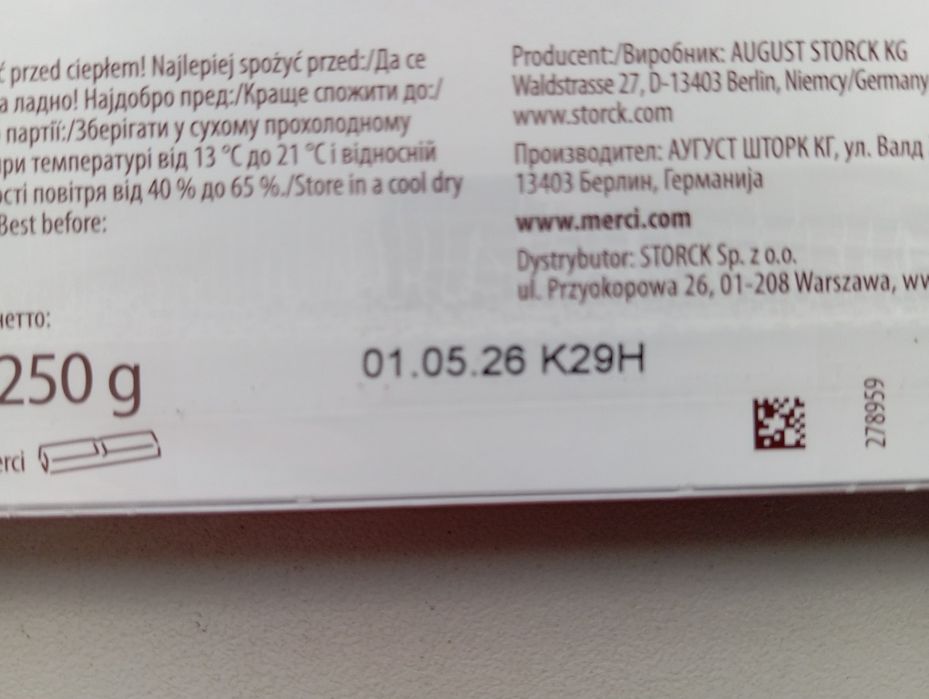 przed ciepłem! Najlepiej spożyć przed:/Да се
ладно! Најдобро пред:/Краще спожити до:/
партії:/Зберігати у сухому прохолодному
температурі від 13 °C до 21 °C і відносній
повітря від 40 % до 65 %./Store in a cool dry
Best before:
нетто:
250 g
01.05.26 K29H
Producent:/Виробник: AUGUST STORCK KG
Waldstrasse 27, D-13403 Berlin, Niemcy/Germany
www.storck.com
Производител: АУГУСТ ШТОРК КГ, ул. Валд
13403 Берлин, Германија
www.merci.com
Dystrybutor: STORCK Sp. z o.o.
ul. Przyokopowa 26, 01-208 Warszawa,
278959